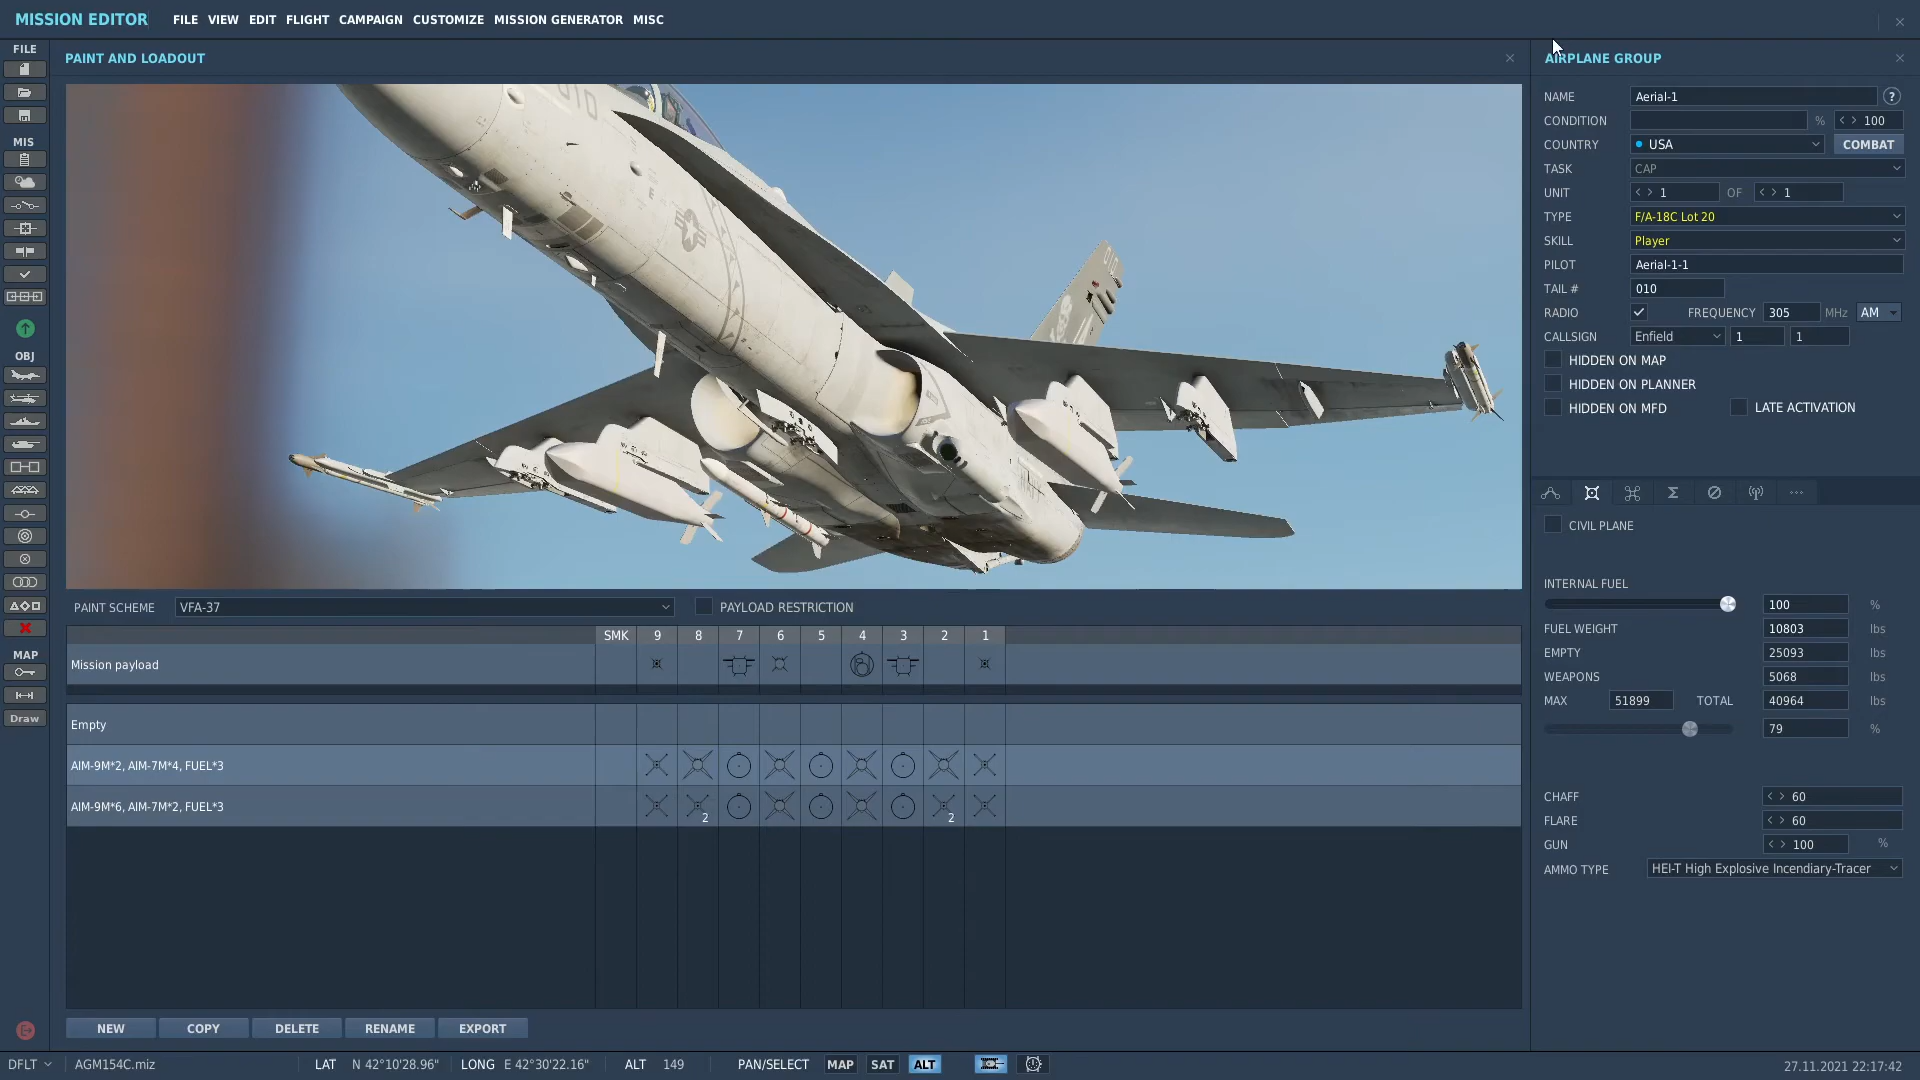 MISSION EDITOR FILE VIEW EDIT FLIGHT CAMPAIGN CUSTOMIZE MISSION GENERATOR MISC
FILE
MIS
OBJ
MAP
Draw
PAINT AND LOADOUT
010
010
PAINT SCHEME VFA-37 PAYLOAD RESTRICTION
SMK 9 8 7 6 5 4 3 2 1
Mission payload
Empty
AIM-9M*2, AIM-7M*4, FUEL*3
AIM-9M*6, AIM-7M*2, FUEL*3 2 2
NEW COPY DELETE RENAME EXPORT
AIRPLANE GROUP
NAME Aerial-1 ?
CONDITION % < > 100
COUNTRY USA COMBAT
TASK CAP
UNIT < > 1 OF < > 1
TYPE F/A-18C Lot 20
SKILL Player
PILOT Aerial-1-1
TAIL # 010
RADIO FREQUENCY 305 MHz AM
CALLSIGN Enfield 1 1
HIDDEN ON MAP
HIDDEN ON PLANNER
HIDDEN ON MFD LATE ACTIVATION
CIVIL PLANE
INTERNAL FUEL
100 %
FUEL WEIGHT 10803 lbs
EMPTY 25093 lbs
WEAPONS 5068 lbs
MAX 51899 TOTAL 40964 lbs
79 %
CHAFF < > 60
FLARE < > 60
GUN < > 100 %
AMMO TYPE HEI-T High Explosive Incendiary-Tracer
DFLT AGM154C.miz LAT N 42°10'28.96" LONG E 42°30'22.16" ALT 149 PAN/SELECT MAP SAT ALT 27.11.2021 22:17:42